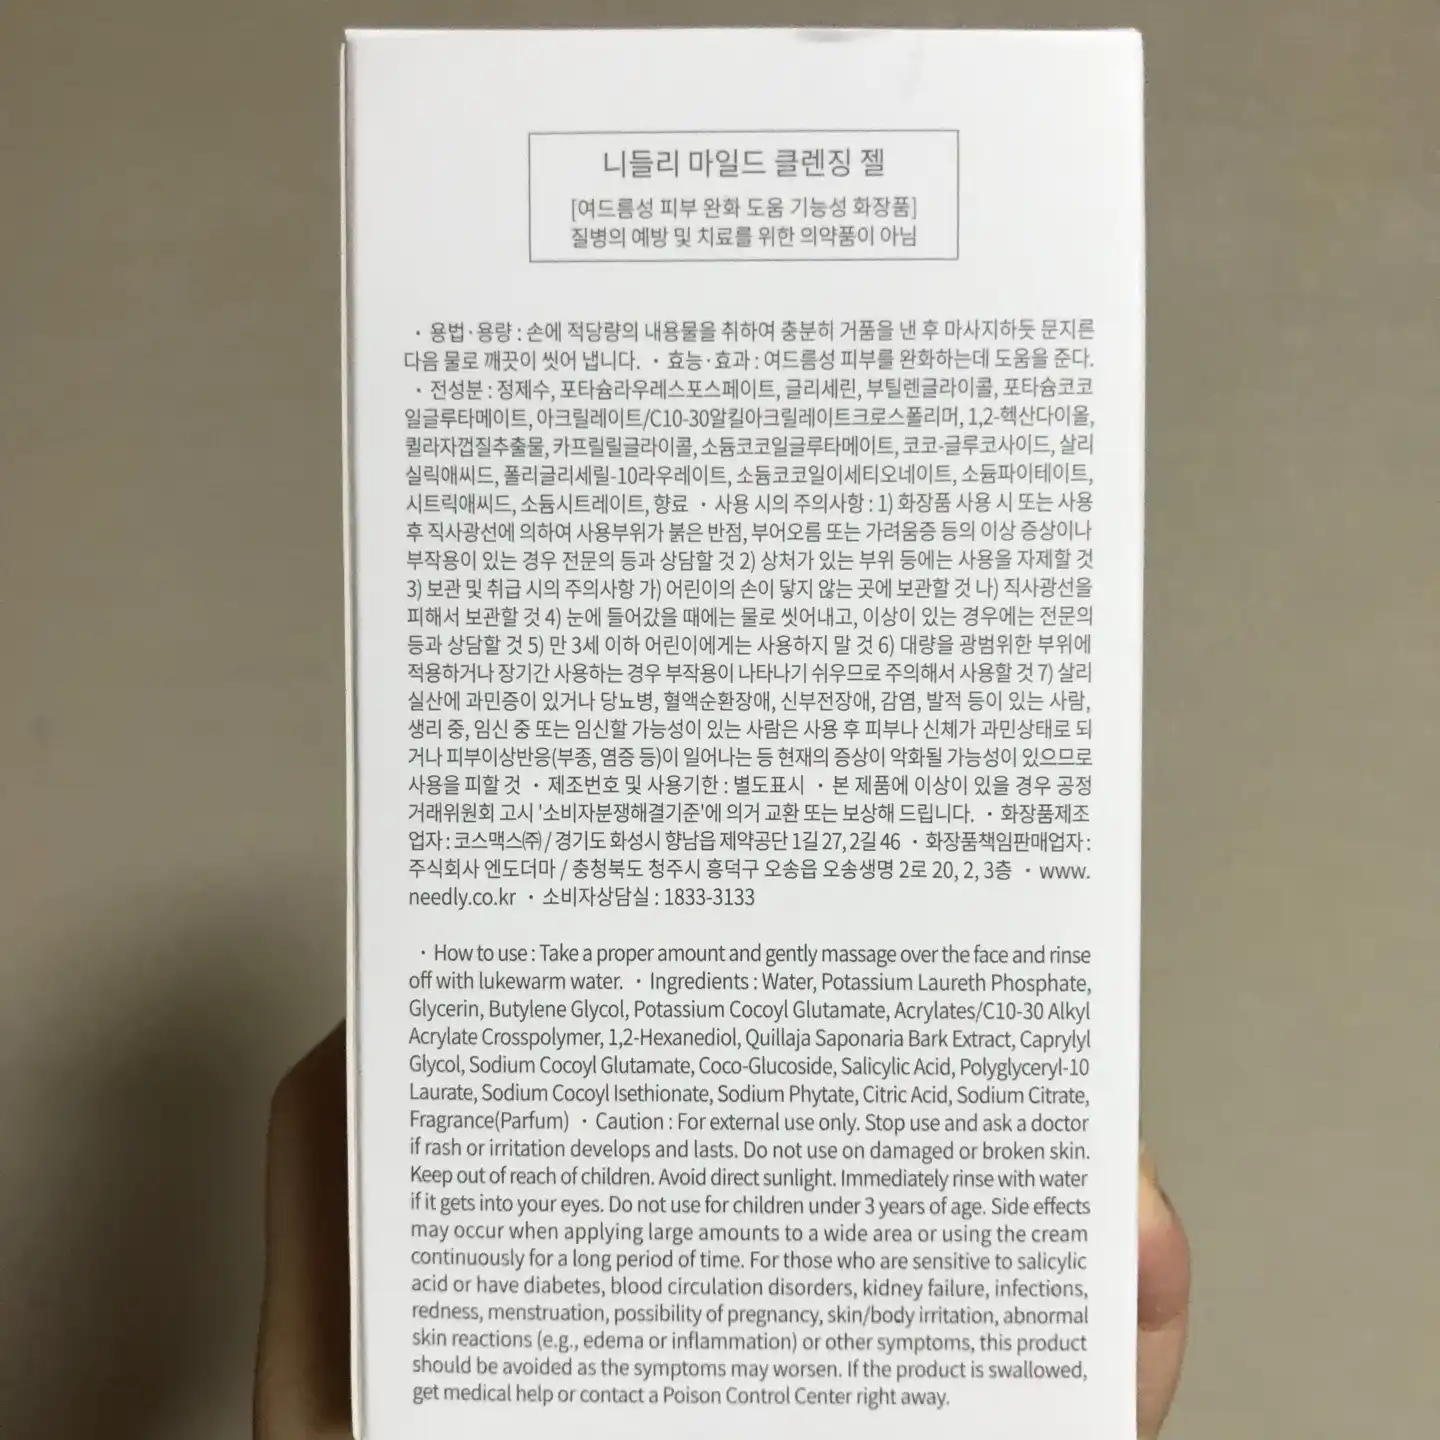 니들리 마일드 클렌징 젤
[여드름성 피부 완화 도움 기능성 화장품]
질병의 예방 및 치료를 위한 의약품이 아님
· 용법·용량 : 손에 적당량의 내용물을 취하여 충분히 거품을 낸 후 마사지하듯 문지른
다음 물로 깨끗이 씻어 냅니다. · 효능·효과 : 여드름성 피부를 완화하는데 도움을 준다.
· 전성분 : 정제수, 포타슘라우레스포스페이트, 글리세린, 부틸렌글라이콜, 포타슘코코
일글루타메이트, 아크릴레이트/C10-30알킬아크릴레이트크로스폴리머, 1,2-헥산다이올,
퀼라자껍질추출물, 카프릴릴글라이콜, 소듐코코일글루타메이트, 코코-글루코사이드, 살리
실릭애씨드, 폴리글리세릴-10라우레이트, 소듐코코일이세티오네이트, 소듐파이테이트,
시트릭애씨드, 소듐시트레이트, 향료 · 사용 시의 주의사항 : 1) 화장품 사용 시 또는 사용
후 직사광선에 의하여 사용부위가 붉은 반점, 부어오름 또는 가려움증 등의 이상 증상이나
부작용이 있는 경우 전문의 등과 상담할 것 2) 상처가 있는 부위 등에는 사용을 자제할 것
3) 보관 및 취급 시의 주의사항 가) 어린이의 손이 닿지 않는 곳에 보관할 것 나) 직사광선을
피해서 보관할 것 4) 눈에 들어갔을 때에는 물로 씻어내고, 이상이 있는 경우에는 전문의
등과 상담할 것 5) 만 3세 이하 어린이에게는 사용하지 말 것 6) 대량을 광범위한 부위에
적용하거나 장기간 사용하는 경우 부작용이 나타나기 쉬우므로 주의해서 사용할 것 7) 살리
실산에 과민증이 있거나 당뇨병, 혈액순환장애, 신부전장애, 감염, 발적 등이 있는 사람,
생리 중, 임신 중 또는 임신할 가능성이 있는 사람은 사용 후 피부나 신체가 과민상태로 되
거나 피부이상반응(부종, 염증 등)이 일어나는 등 현재의 증상이 악화될 가능성이 있으므로
사용을 피할 것 · 제조번호 및 사용기한 : 별도표시 · 본 제품에 이상이 있을 경우 공정
거래위원회 고시 '소비자분쟁해결기준'에 의거 교환 또는 보상해 드립니다. · 화장품제조
업자 : 코스맥스㈜ / 경기도 화성시 향남읍 제약공단 1길 27, 2길 46 · 화장품책임판매업자 :
주식회사 엔도더마 / 충청북도 청주시 흥덕구 오송읍 오송생명 2로 20, 2, 3층 · www.
needly.co.kr · 소비자상담실 : 1833-3133
· How to use : Take a proper amount and gently massage over the face and rinse
off with lukewarm water. · Ingredients : Water, Potassium Laureth Phosphate,
Glycerin, Butylene Glycol, Potassium Cocoyl Glutamate, Acrylates/C10-30 Alkyl
Acrylate Crosspolymer, 1,2-Hexanediol, Quillaja Saponaria Bark Extract, Caprylyl
Glycol, Sodium Cocoyl Glutamate, Coco-Glucoside, Salicylic Acid, Polyglyceryl-10
Laurate, Sodium Cocoyl Isethionate, Sodium Phytate, Citric Acid, Sodium Citrate,
Fragrance(Parfum) · Caution : For external use only. Stop use and ask a doctor
if rash or irritation develops and lasts. Do not use on damaged or broken skin.
Keep out of reach of children. Avoid direct sunlight. Immediately rinse with water
if it gets into your eyes. Do not use for children under 3 years of age. Side effects
may occur when applying large amounts to a wide area or using the cream
continuously for a long period of time. For those who are sensitive to salicylic
acid or have diabetes, blood circulation disorders, kidney failure, infections,
redness, menstruation, possibility of pregnancy, skin/body irritation, abnormal
skin reactions (e.g., edema or inflammation) or other symptoms, this product
should be avoided as the symptoms may worsen. If the product is swallowed,
get medical help or contact a Poison Control Center right away.